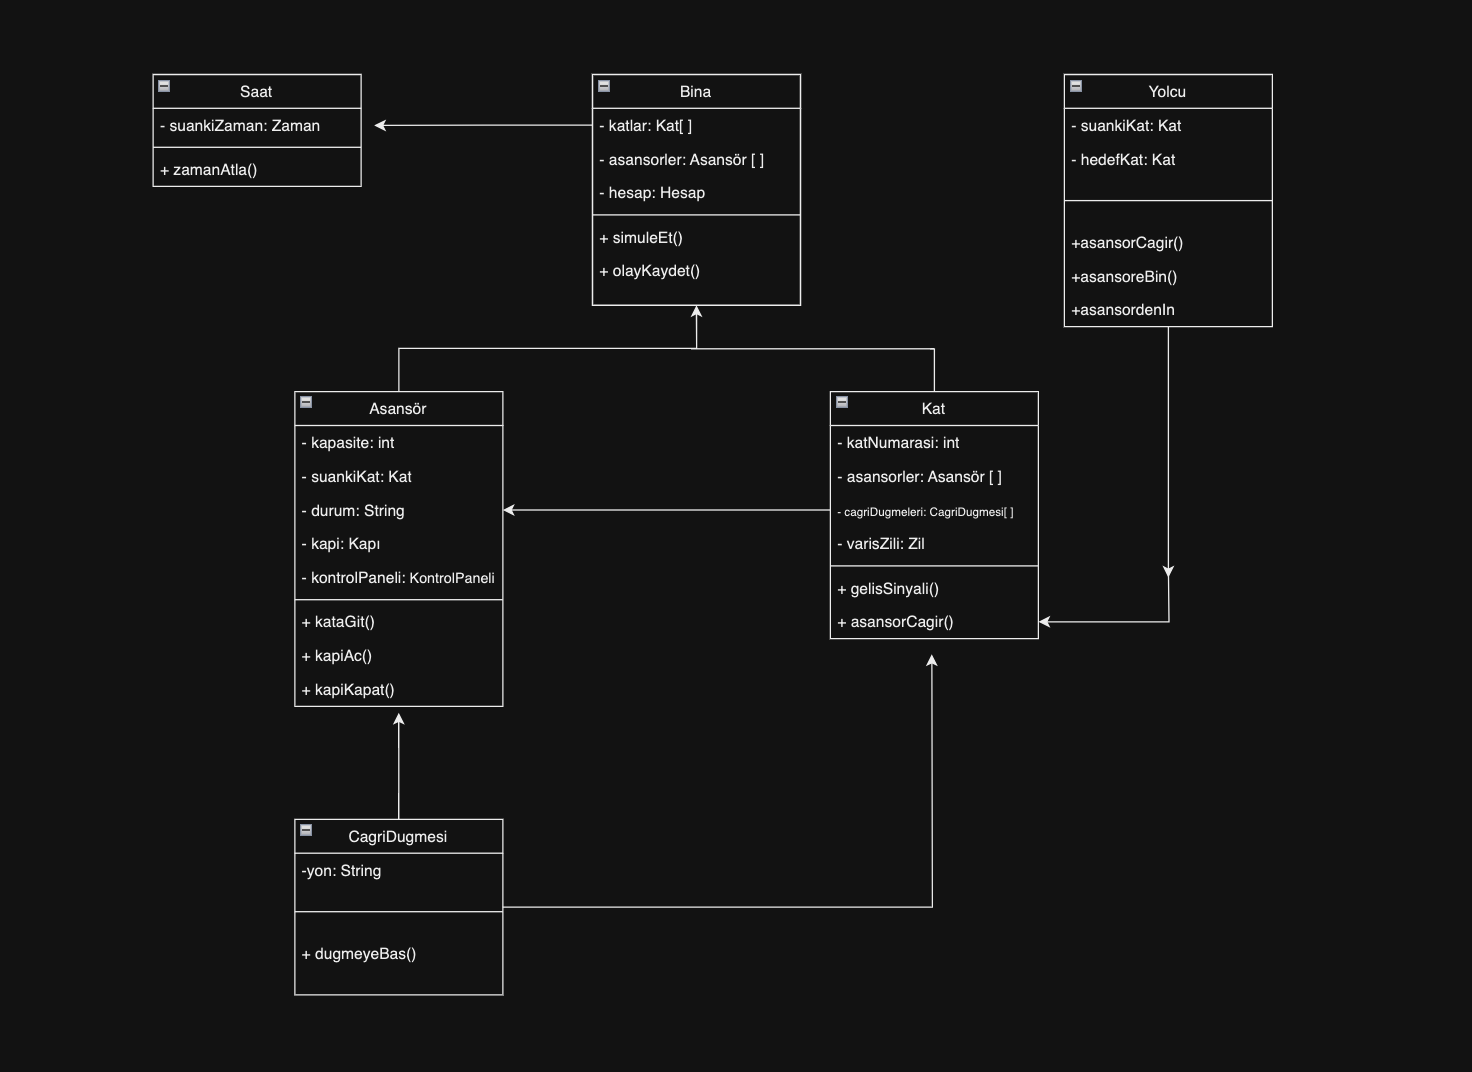 Saat
- suankiZaman: Zaman
+ zamanAtla()
Bina
- katlar: Kat[ ]
- asansorler: Asansör [ ]
- hesap: Hesap
+ simuleEt()
+ olayKaydet()
Yolcu
- suankiKat: Kat
- hedefKat: Kat
+asansorCagir()
+asansoreBin()
+asansordenIn
Asansör
- kapasite: int
- suankiKat: Kat
- durum: String
- kapi: Kapı
- kontrolPaneli: KontrolPaneli
+ kataGit()
+ kapiAc()
+ kapiKapat()
Kat
- katNumarasi: int
- asansorler: Asansör [ ]
- cagriDugmeleri: CagriDugmesi[ ]
- varisZili: Zil
+ gelisSinyali()
+ asansorCagir()
CagriDugmesi
-yon: String
+ dugmeyeBas()